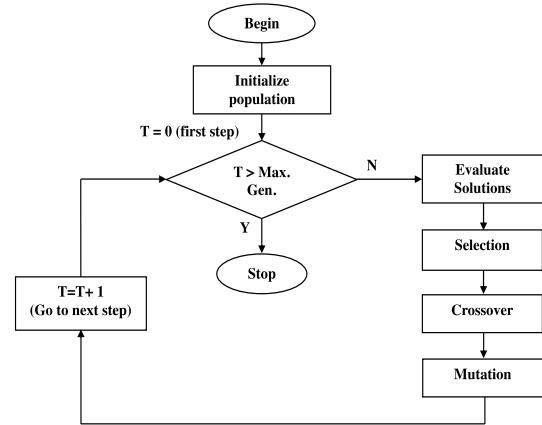 Begin
Initialize
population
T = 0 (first step)
T > Max.
Gen.
N
Y
Stop
Evaluate
Solutions
Selection
Crossover
Mutation
T=T+ 1
(Go to next step)